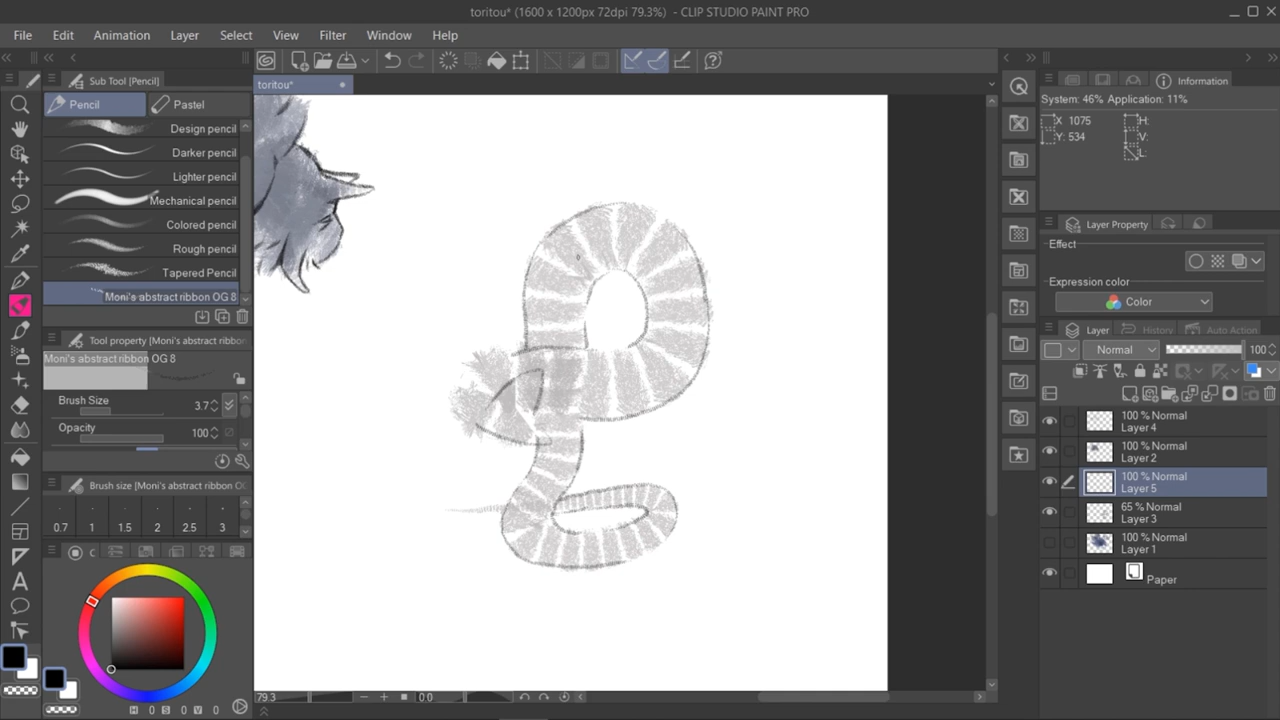 toritou* (1600 x 1200px 72dpi 79.3%) - CLIP STUDIO PAINT PRO
File Edit Animation Layer Select View Filter Window Help
Sub Tool [Pencil]
toritou*
Information
Pencil Pastel
System: 46% Application: 11%
Design pencil
X 1075 H:
Y: 534 V:
L:
Darker pencil
Lighter pencil
Mechanical pencil
Colored pencil
Rough pencil
Tapered Pencil
Moni's abstract ribbon OG 8
Layer Property
Effect
Expression color
Color
Tool property [Moni's abstract ribbon
Moni's abstract ribbon OG 8
Brush Size 3.7
Opacity 100
Layer History Auto Action
Normal 100
100 % Normal
Layer 4
100 % Normal
Layer 2
100 % Normal
Layer 5
65 % Normal
Layer 3
100 % Normal
Layer 1
Paper
Brush size [Moni's abstract ribbon OG
0.7 1 1.5 2 2.5 3
C
H 0 S 0 V 0
79.3 0.0